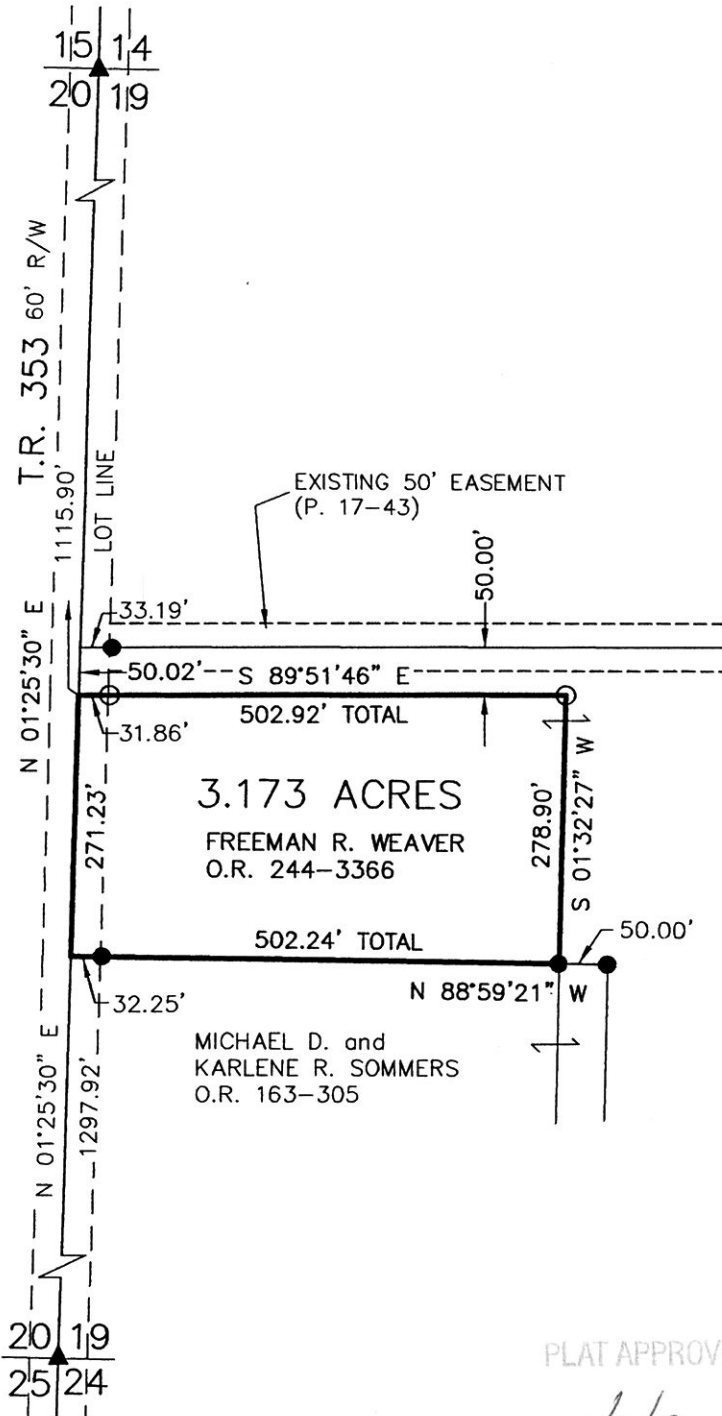 15 14
20 19
T.R. 353 60' R/W
1115.90'
LOT LINE
N 01°25'30" E
EXISTING 50' EASEMENT
(P. 17-43)
50.00'
33.19'
50.02'
S 89°51'46" E
502.92' TOTAL
31.86'
271.23'
3.173 ACRES
FREEMAN R. WEAVER
O.R. 244-3366
278.90'
S 01°32'27" W
502.24' TOTAL
50.00'
N 88°59'21" W
32.25'
MICHAEL D. and
KARLENE R. SOMMERS
O.R. 163-305
N 01°25'30" E
1297.92'
20 19
25 24
PLAT APPROV